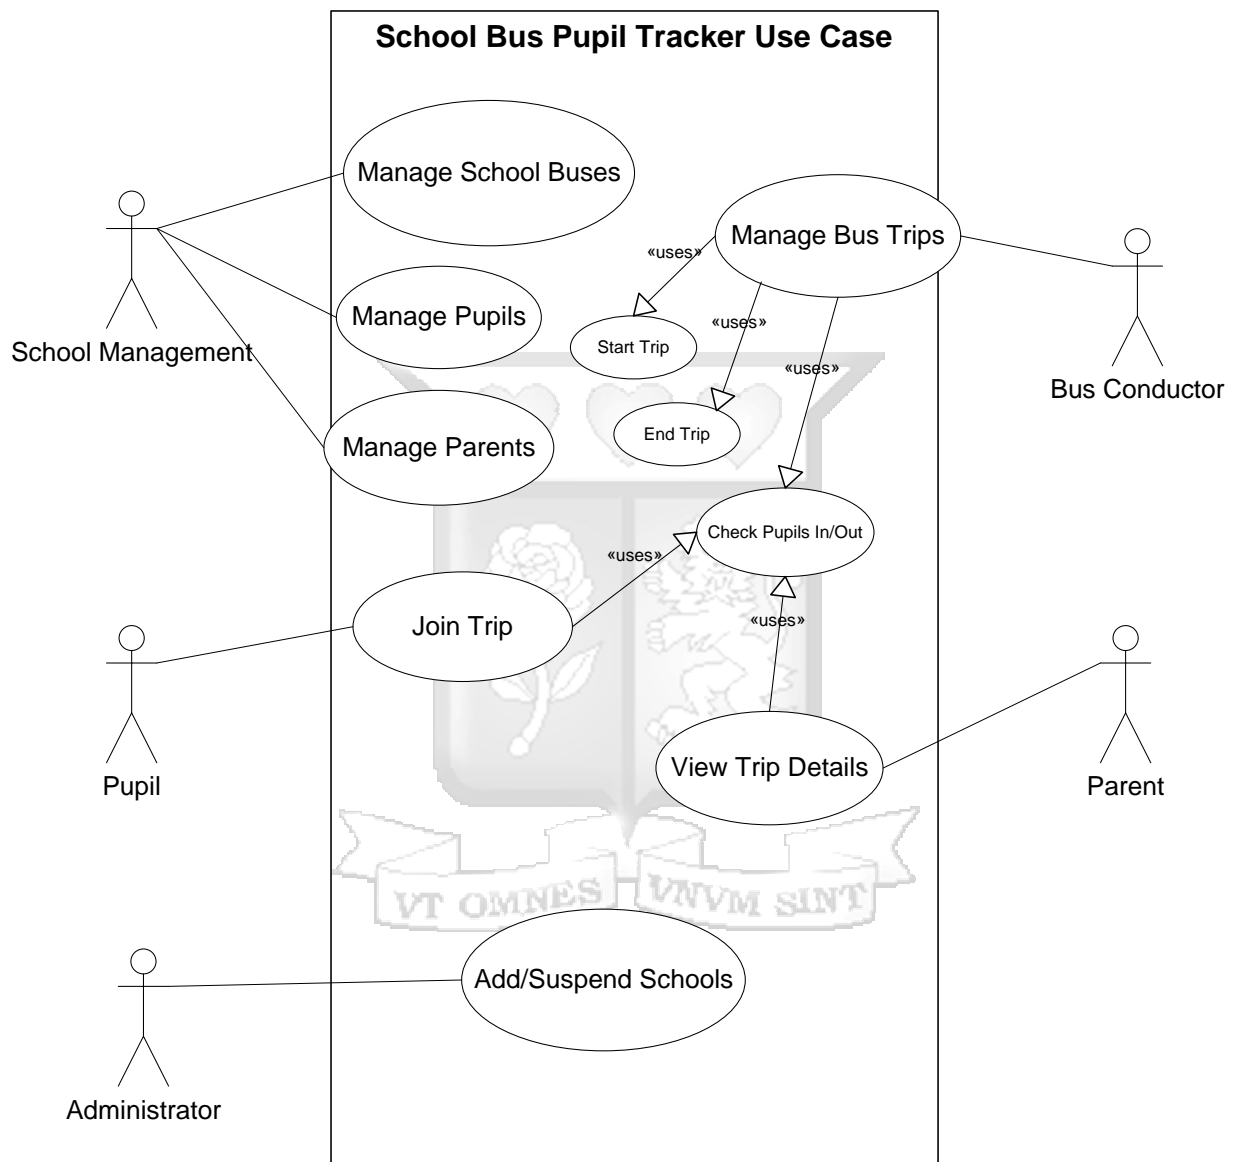 School Bus Pupil Tracker Use Case
Manage School Buses
Manage Bus Trips
«uses»
Manage Pupils
«uses»
Start Trip
School Management
«uses»
Bus Conductor
End Trip
Manage Parents
Check Pupils In/Out
«uses»
Join Trip
«uses»
View Trip Details
Pupil
Parent
VT OMNES VNVM SINT
Add/Suspend Schools
Administrator